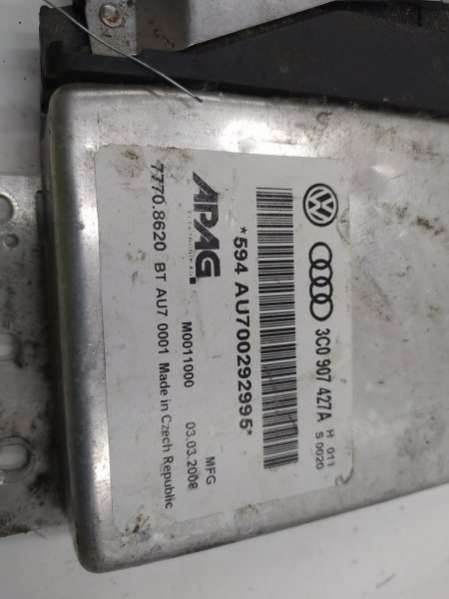 3C0 907 427A H 011
S 0020
*594 AU700292995*
APAG
M0011000 03.03.2008 MFG
7770.8620 BT AU7 0001 Made in Czech Republic